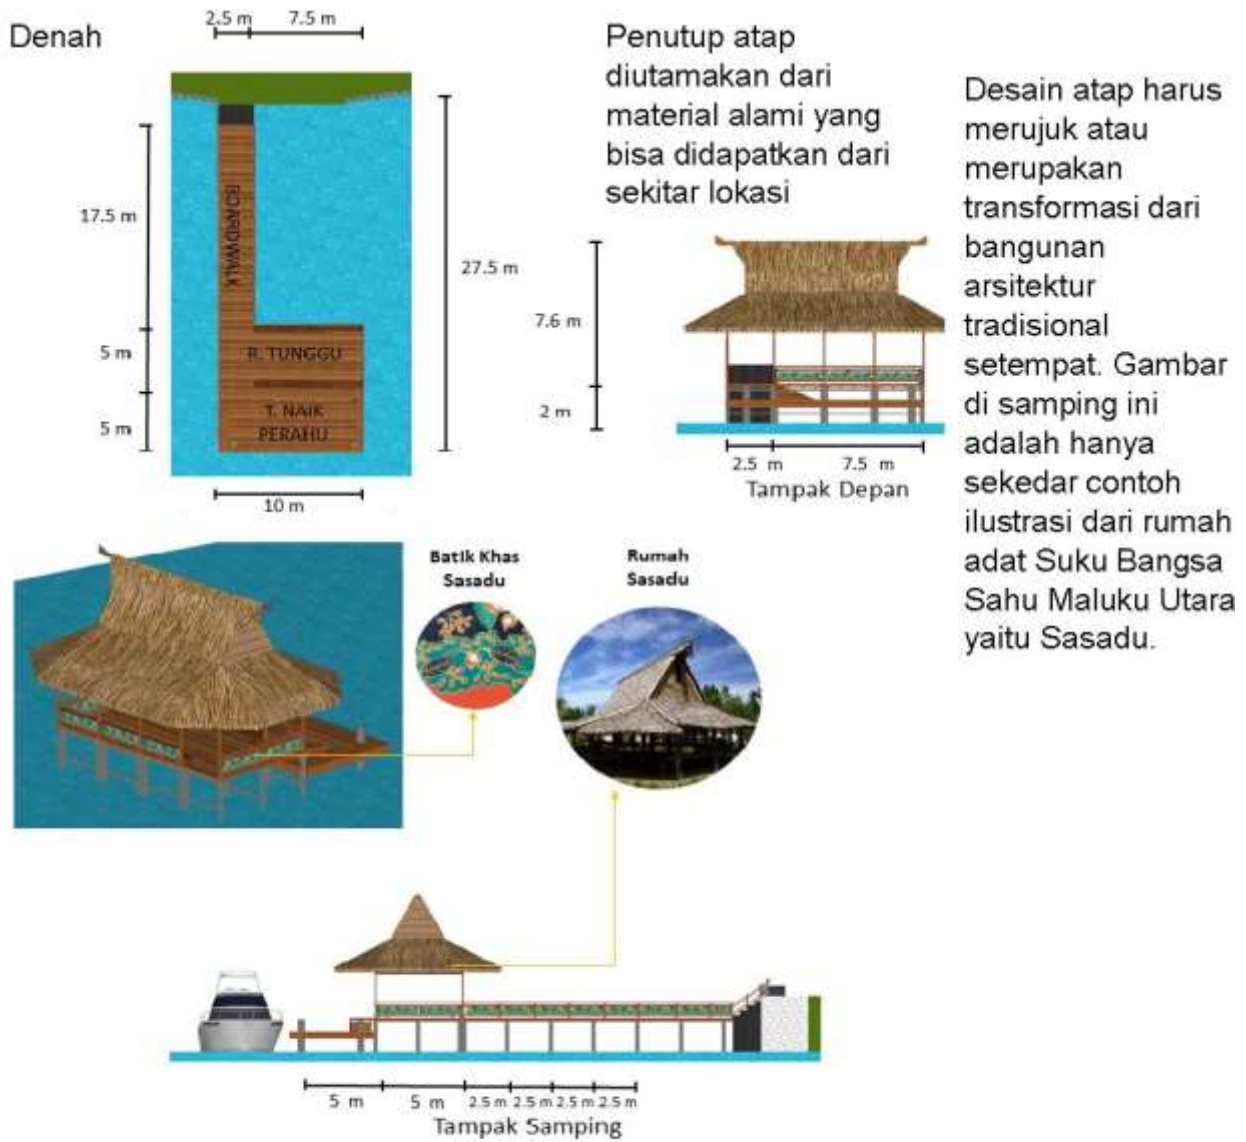 Denah
2.5 m
7.5 m
17.5 m
5 m
5 m
27.5 m
10 m
BOARDWALK
R. TUNGGU
T. NAIK
PERAHU
Penutup atap
diutamakan dari
material alami yang
bisa didapatkan dari
sekitar lokasi
7.6 m
2 m
2.5 m
7.5 m
Tampak Depan
Desain atap harus
merujuk atau
merupakan
transformasi dari
bangunan
arsitektur
tradisional
setempat. Gambar
di samping ini
adalah hanya
sekedar contoh
ilustrasi dari rumah
adat Suku Bangsa
Sahu Maluku Utara
yaitu Sasadu.
Batik Khas
Sasadu
Rumah
Sasadu
5 m
5 m
2.5 m
2.5 m
2.5 m
2.5 m
Tampak Samping